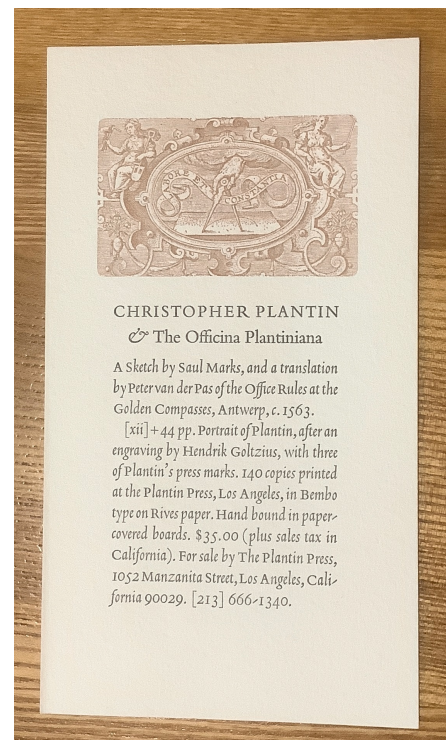 LABORE ET CONSTANTIA
CHRISTOPHER PLANTIN
& The Officina Plantiniana
A Sketch by Saul Marks, and a translation
by Peter van der Pas of the Office Rules at the
Golden Compasses, Antwerp, c. 1563.
[xii]+44 pp. Portrait of Plantin, after an
engraving by Hendrik Goltzius, with three
of Plantin's press marks. 140 copies printed
at the Plantin Press, Los Angeles, in Bembo
type on Rives paper. Hand bound in paper-
covered boards. $35.00 (plus sales tax in
California). For sale by The Plantin Press,
1052 Manzanita Street, Los Angeles, Cali-
fornia 90029. [213] 666-1340.